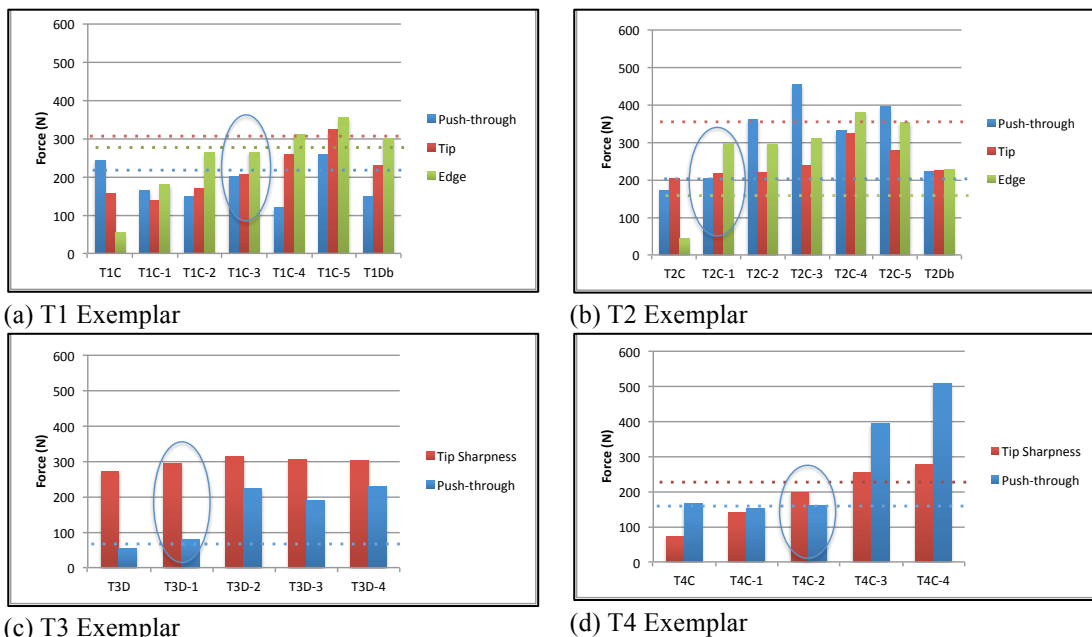 600
500
400
300
200
100
0
Force (N)
T1C T1C-1 T1C-2 T1C-3 T1C-4 T1C-5 T1Db
Push-through
Tip
Edge
(a) T1 Exemplar
600
500
400
300
200
100
0
Force (N)
T2C T2C-1 T2C-2 T2C-3 T2C-4 T2C-5 T2Db
Push-through
Tip
Edge
(b) T2 Exemplar
600
500
400
300
200
100
0
Force (N)
T3D T3D-1 T3D-2 T3D-3 T3D-4
Tip Sharpness
Push-through
(c) T3 Exemplar
600
500
400
300
200
100
0
Force (N)
T4C T4C-1 T4C-2 T4C-3 T4C-4
Tip Sharpness
Push-through
(d) T4 Exemplar